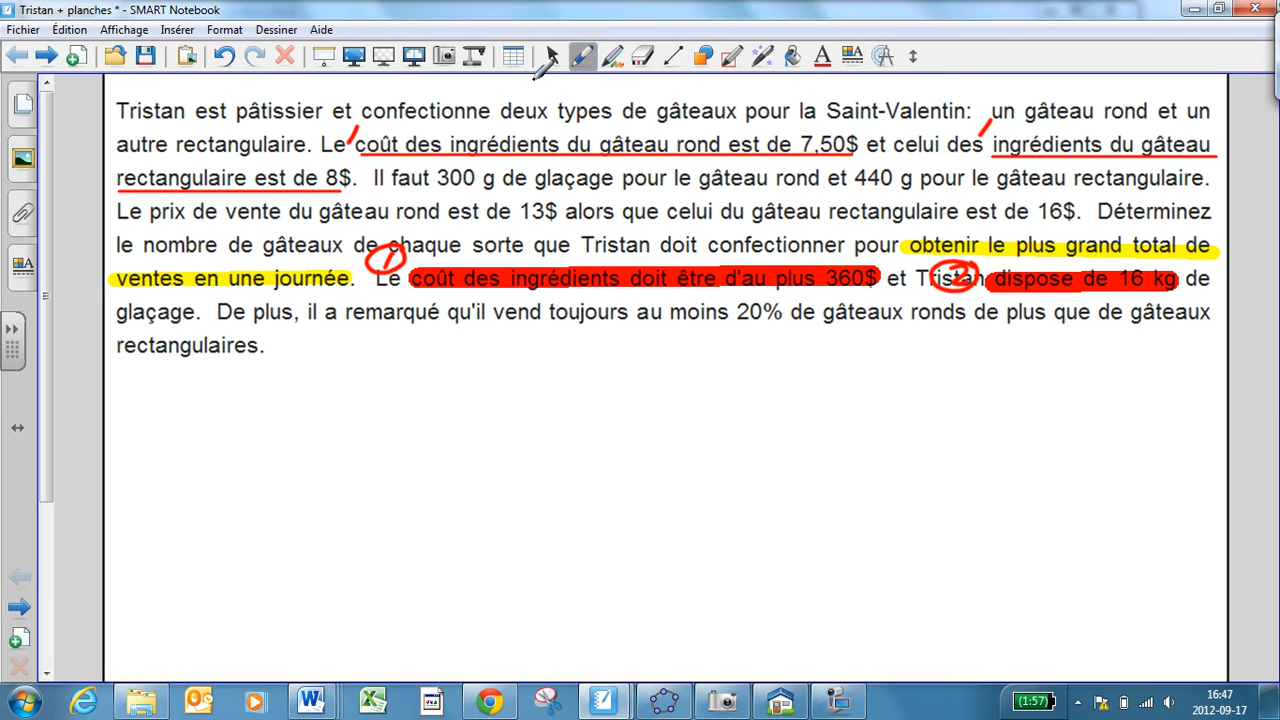 Tristan + planches * - SMART Notebook
Fichier Édition Affichage Insérer Format Dessiner Aide
Tristan est pâtissier et confectionne deux types de gâteaux pour la Saint-Valentin: un gâteau rond et un
autre rectangulaire. Le coût des ingrédients du gâteau rond est de 7,50$ et celui des ingrédients du gâteau
rectangulaire est de 8$. Il faut 300 g de glaçage pour le gâteau rond et 440 g pour le gâteau rectangulaire.
Le prix de vente du gâteau rond est de 13$ alors que celui du gâteau rectangulaire est de 16$. Déterminez
le nombre de gâteaux de chaque sorte que Tristan doit confectionner pour obtenir le plus grand total de
ventes en une journée. Le coût des ingrédients doit être d'au plus 360$ et Tristan dispose de 16 kg de
glaçage. De plus, il a remarqué qu'il vend toujours au moins 20% de gâteaux ronds de plus que de gâteaux
rectangulaires.
1
2
(1:57)
16:47
2012-09-17